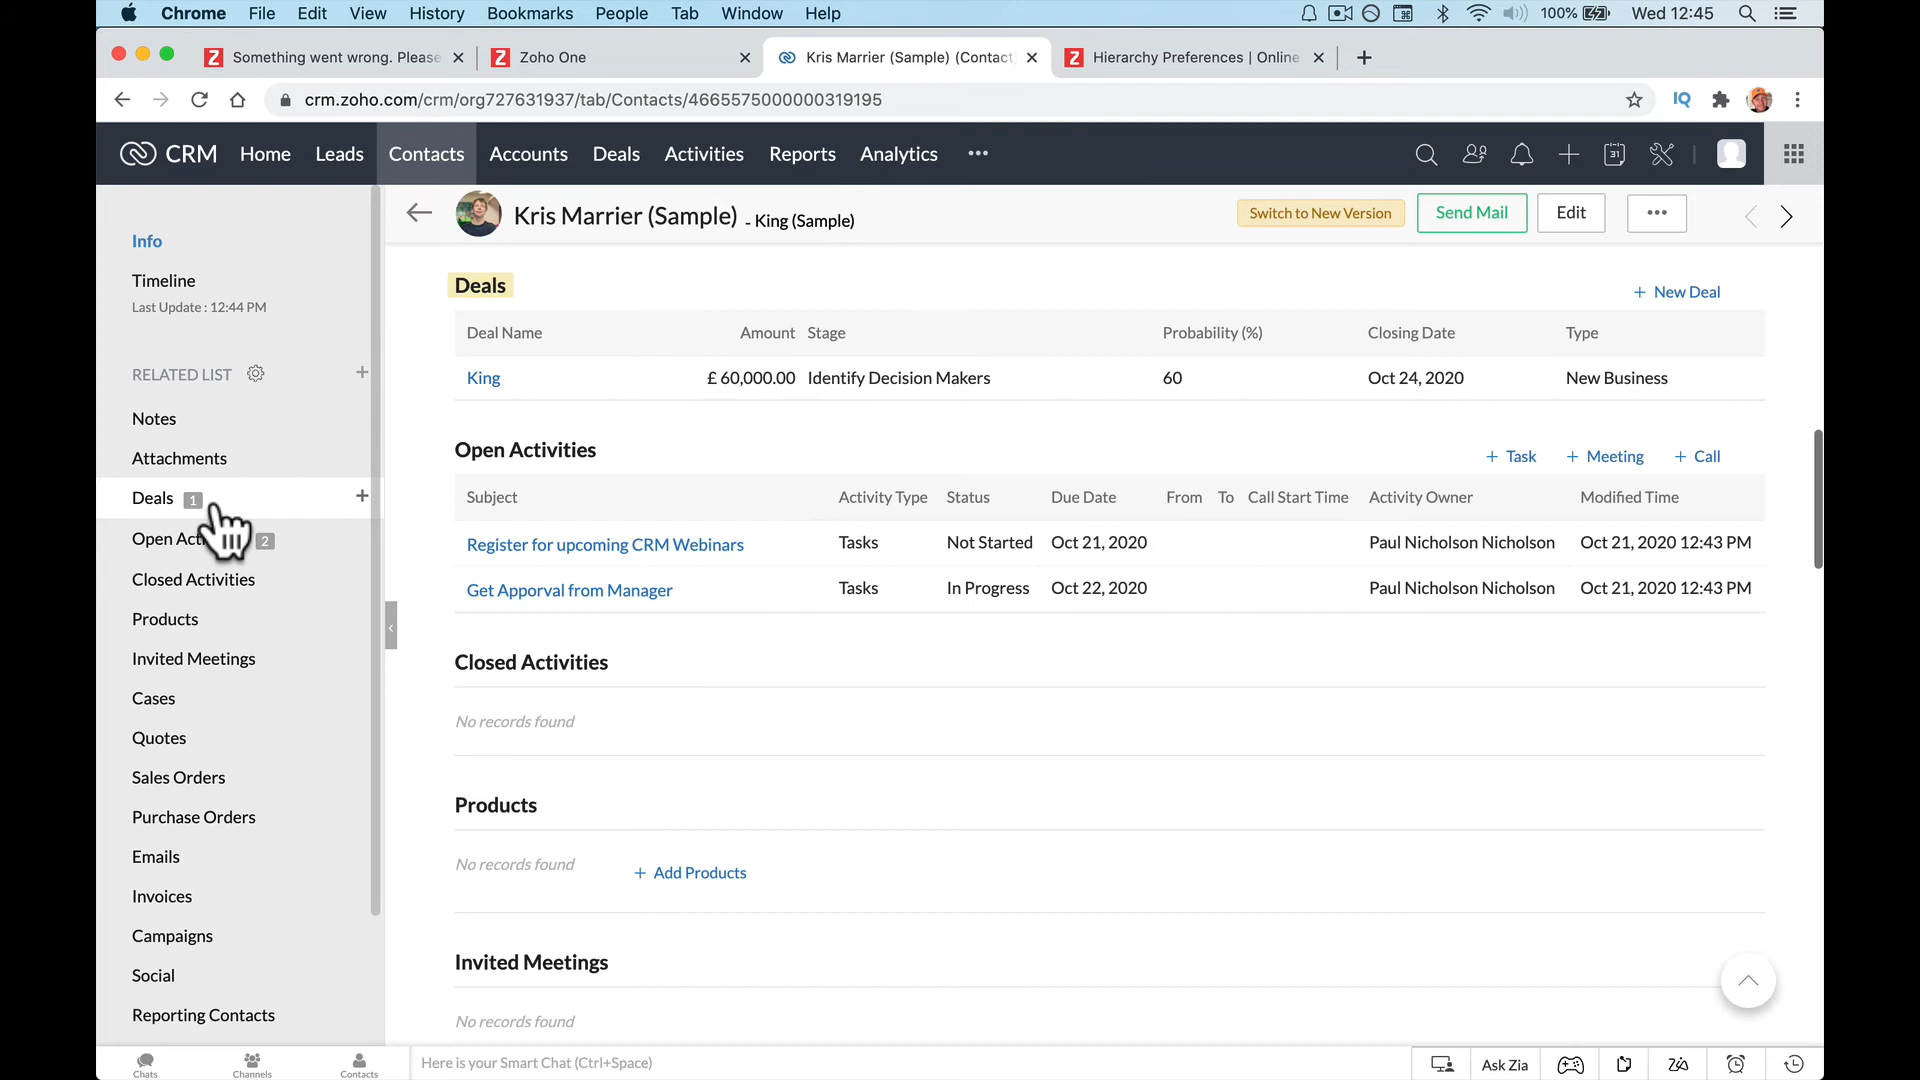 Chrome File Edit View History Bookmarks People Tab Window Help 100% Wed 12:45
Something went wrong. Please
Zoho One
Kris Marrier (Sample) (Contact
Hierarchy Preferences | Online
crm.zoho.com/crm/org727631937/tab/Contacts/4665575000000319195
IQ
CRM Home Leads Contacts Accounts Deals Activities Reports Analytics
31
Kris Marrier (Sample) - King (Sample)
Switch to New Version
Send Mail
Edit
Info
Timeline
Last Update : 12:44 PM
RELATED LIST
Notes
Attachments
Deals 1
Open Acti 2
Closed Activities
Products
Invited Meetings
Cases
Quotes
Sales Orders
Purchase Orders
Emails
Invoices
Campaigns
Social
Reporting Contacts
Deals
+ New Deal
Deal Name Amount Stage Probability (%) Closing Date Type
King £ 60,000.00 Identify Decision Makers 60 Oct 24, 2020 New Business
Open Activities
+ Task + Meeting + Call
Subject Activity Type Status Due Date From To Call Start Time Activity Owner Modified Time
Register for upcoming CRM Webinars Tasks Not Started Oct 21, 2020 Paul Nicholson Nicholson Oct 21, 2020 12:43 PM
Get Apporval from Manager Tasks In Progress Oct 22, 2020 Paul Nicholson Nicholson Oct 21, 2020 12:43 PM
Closed Activities
No records found
Products
No records found + Add Products
Invited Meetings
No records found
Chats
Channels
Contacts
Here is your Smart Chat (Ctrl+Space)
Ask Zia